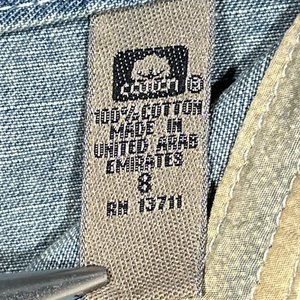 cotton ®
100% COTTON
MADE IN
UNITED ARAB
EMIRATES
8
RN 13711